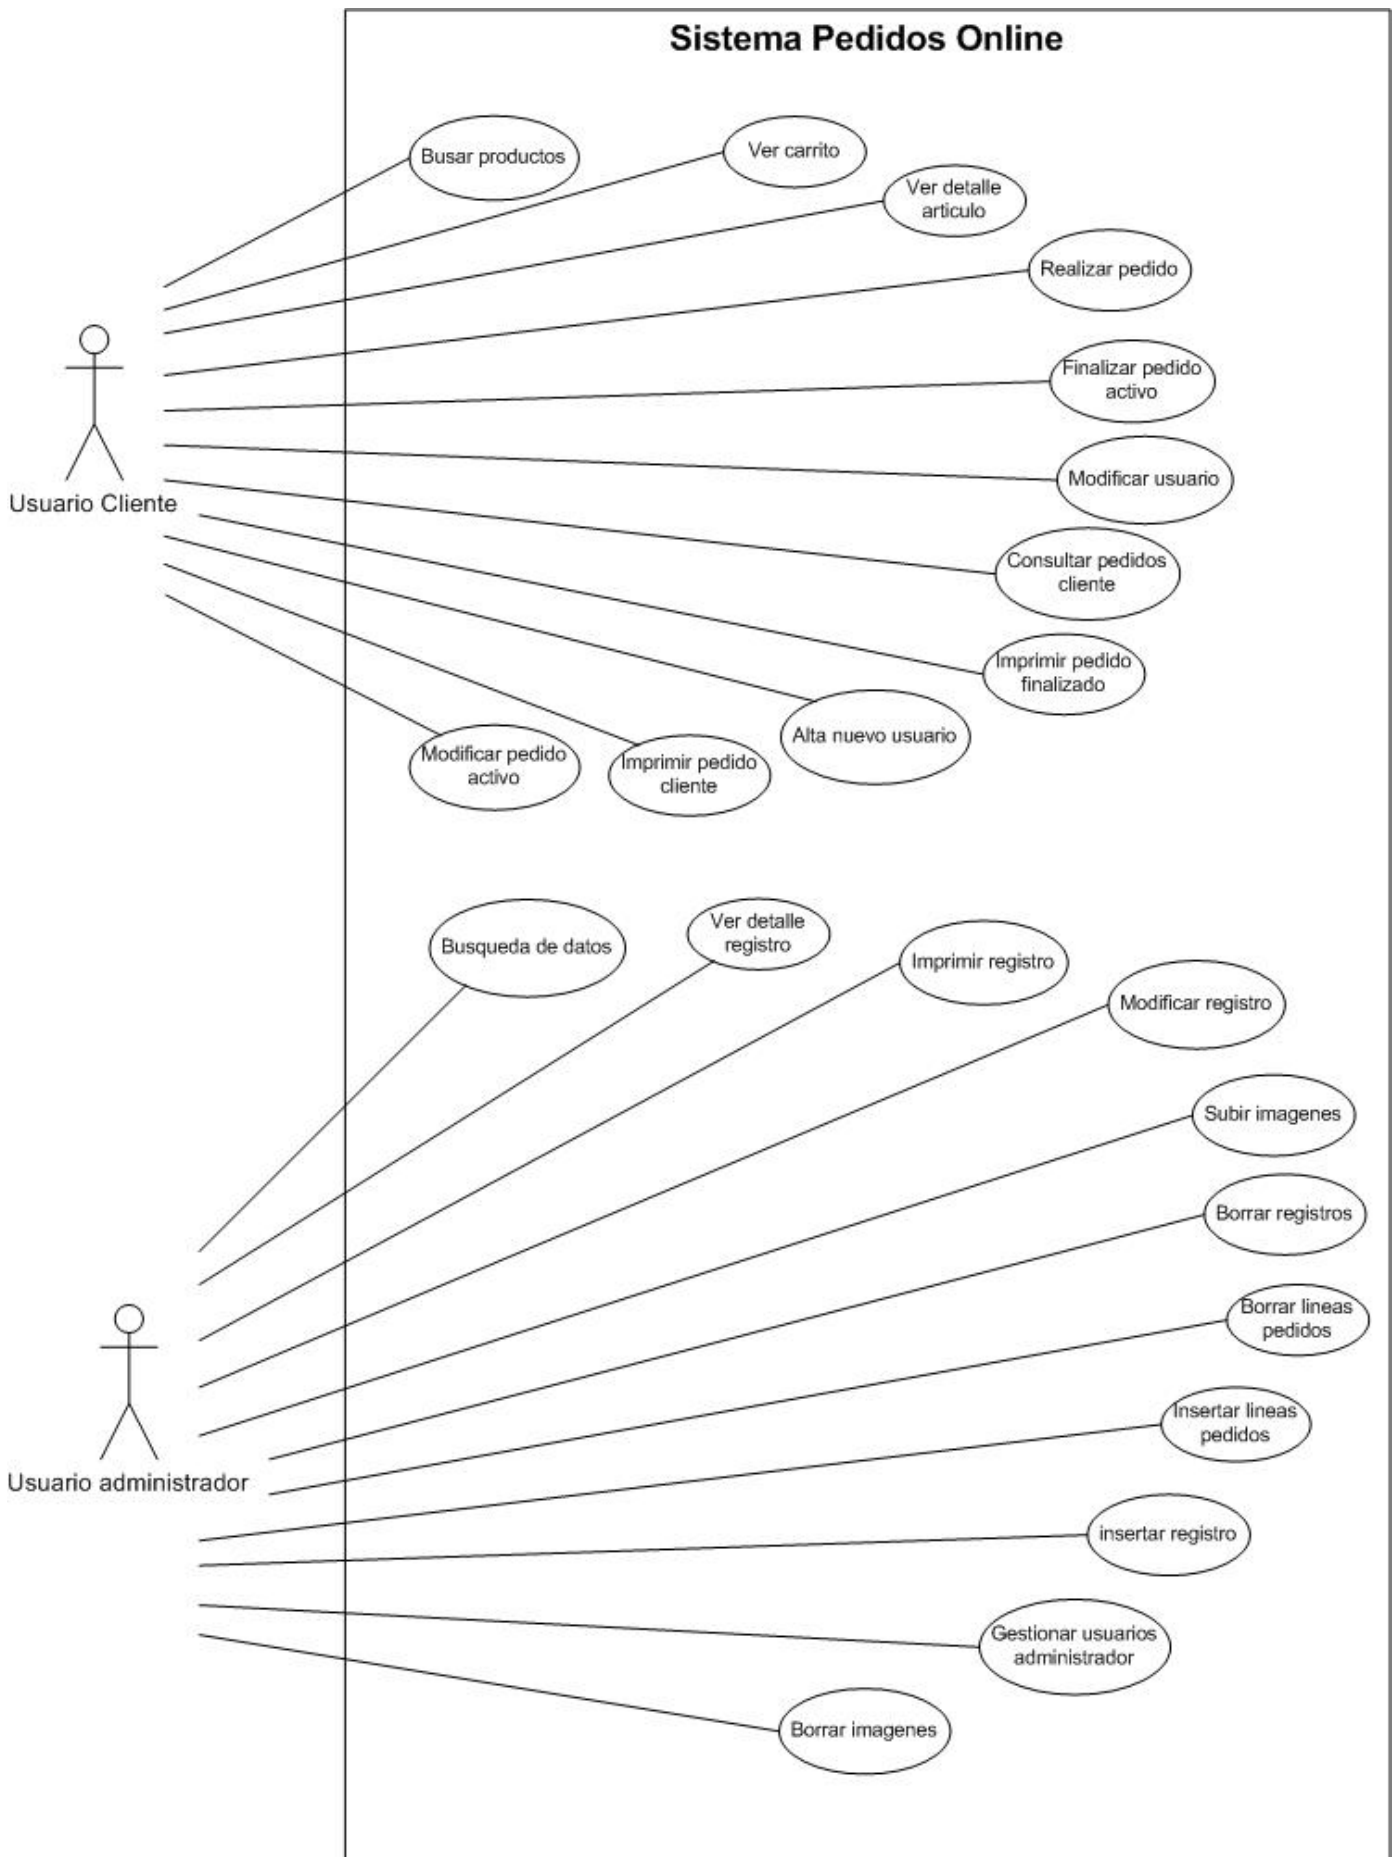 Sistema Pedidos Online
Busar productos
Ver carrito
Ver detalle
articulo
Realizar pedido
Finalizar pedido
activo
Modificar usuario
Usuario Cliente
Consultar pedidos
cliente
Imprimir pedido
finalizado
Alta nuevo usuario
Imprimir pedido
cliente
Modificar pedido
activo
Busqueda de datos
Ver detalle
registro
Imprimir registro
Modificar registro
Subir imagenes
Borrar registros
Borrar lineas
pedidos
Insertar lineas
pedidos
Usuario administrador
insertar registro
Gestionar usuarios
administrador
Borrar imagenes